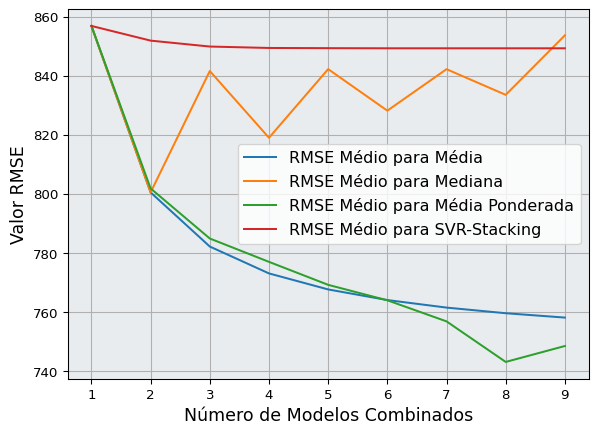 860
840
820
800
780
760
740
Valor RMSE
RMSE Médio para Média
RMSE Médio para Mediana
RMSE Médio para Média Ponderada
RMSE Médio para SVR-Stacking
1 2 3 4 5 6 7 8 9
Número de Modelos Combinados